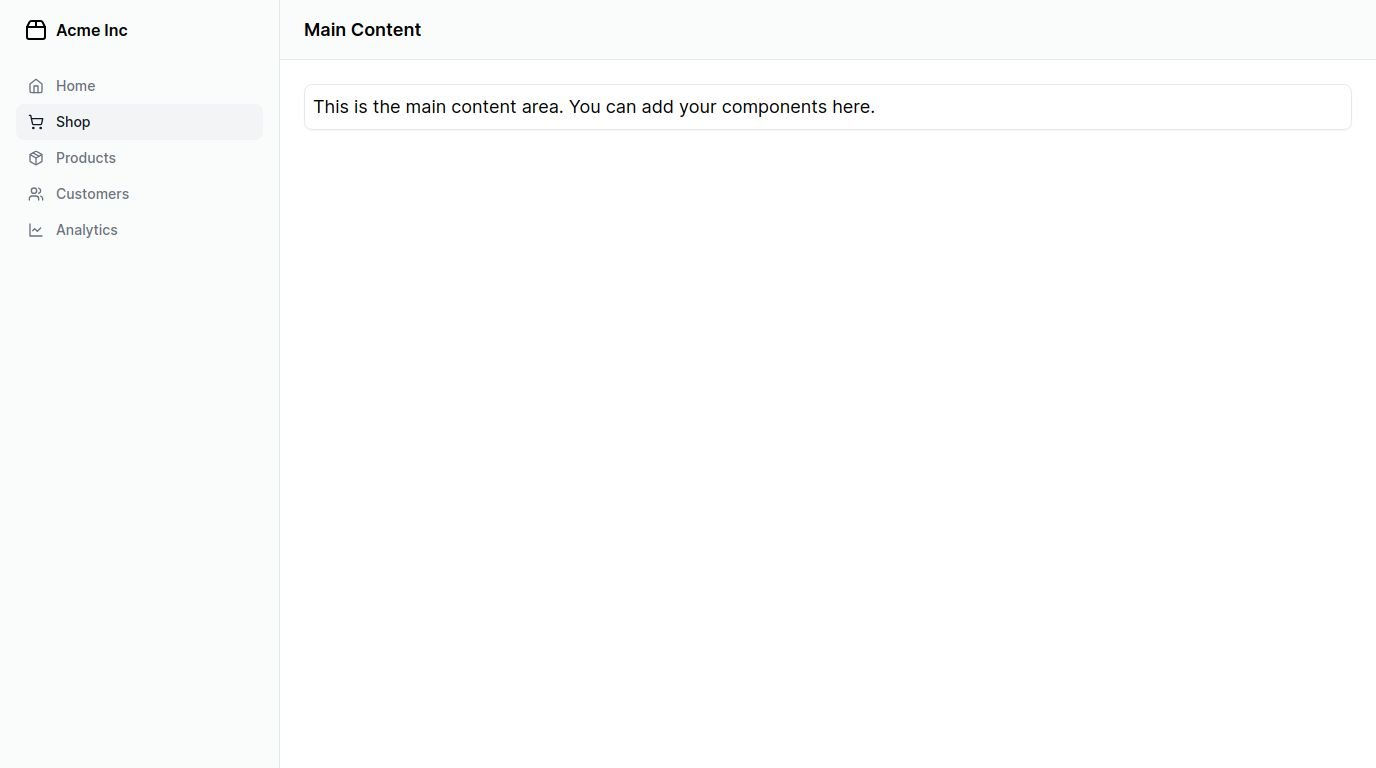 Acme Inc
Home
Shop
Products
Customers
Analytics
Main Content
This is the main content area. You can add your components here.